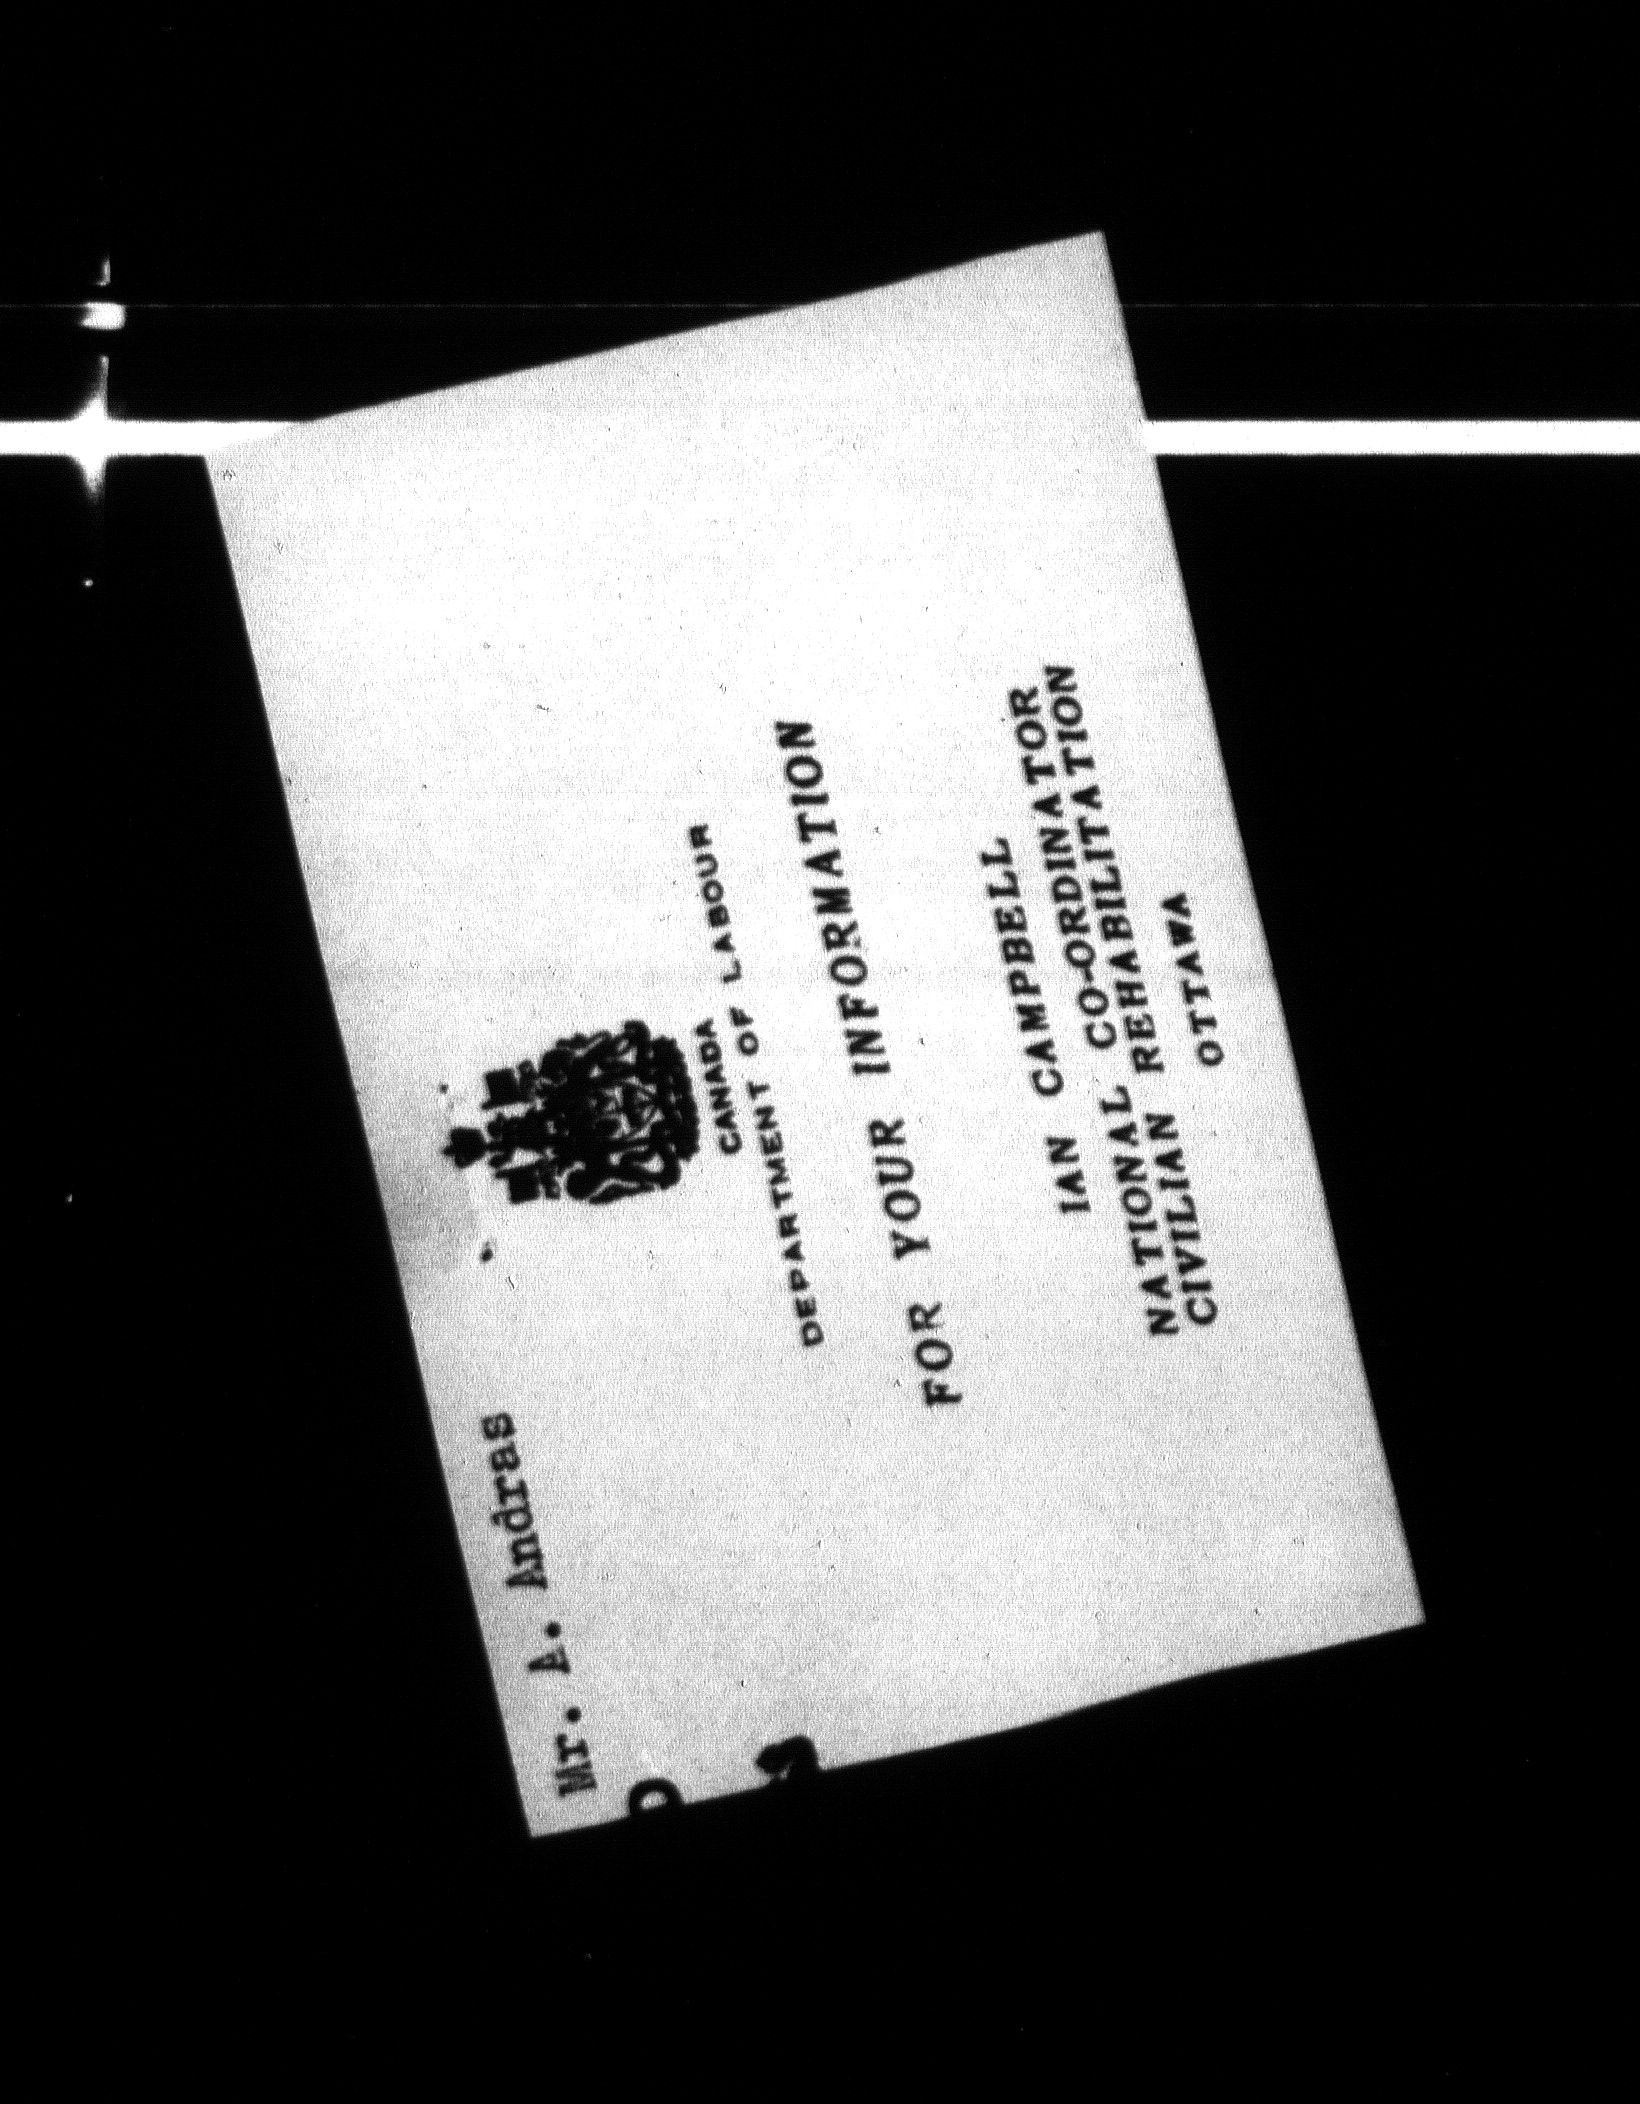 Mr. A. Andras
CANADA
DEPARTMENT OF LABOUR
FOR YOUR INFORMATION
IAN CAMPBELL
NATIONAL CO-ORDINATOR
CIVILIAN REHABILITATION
OTTAWA